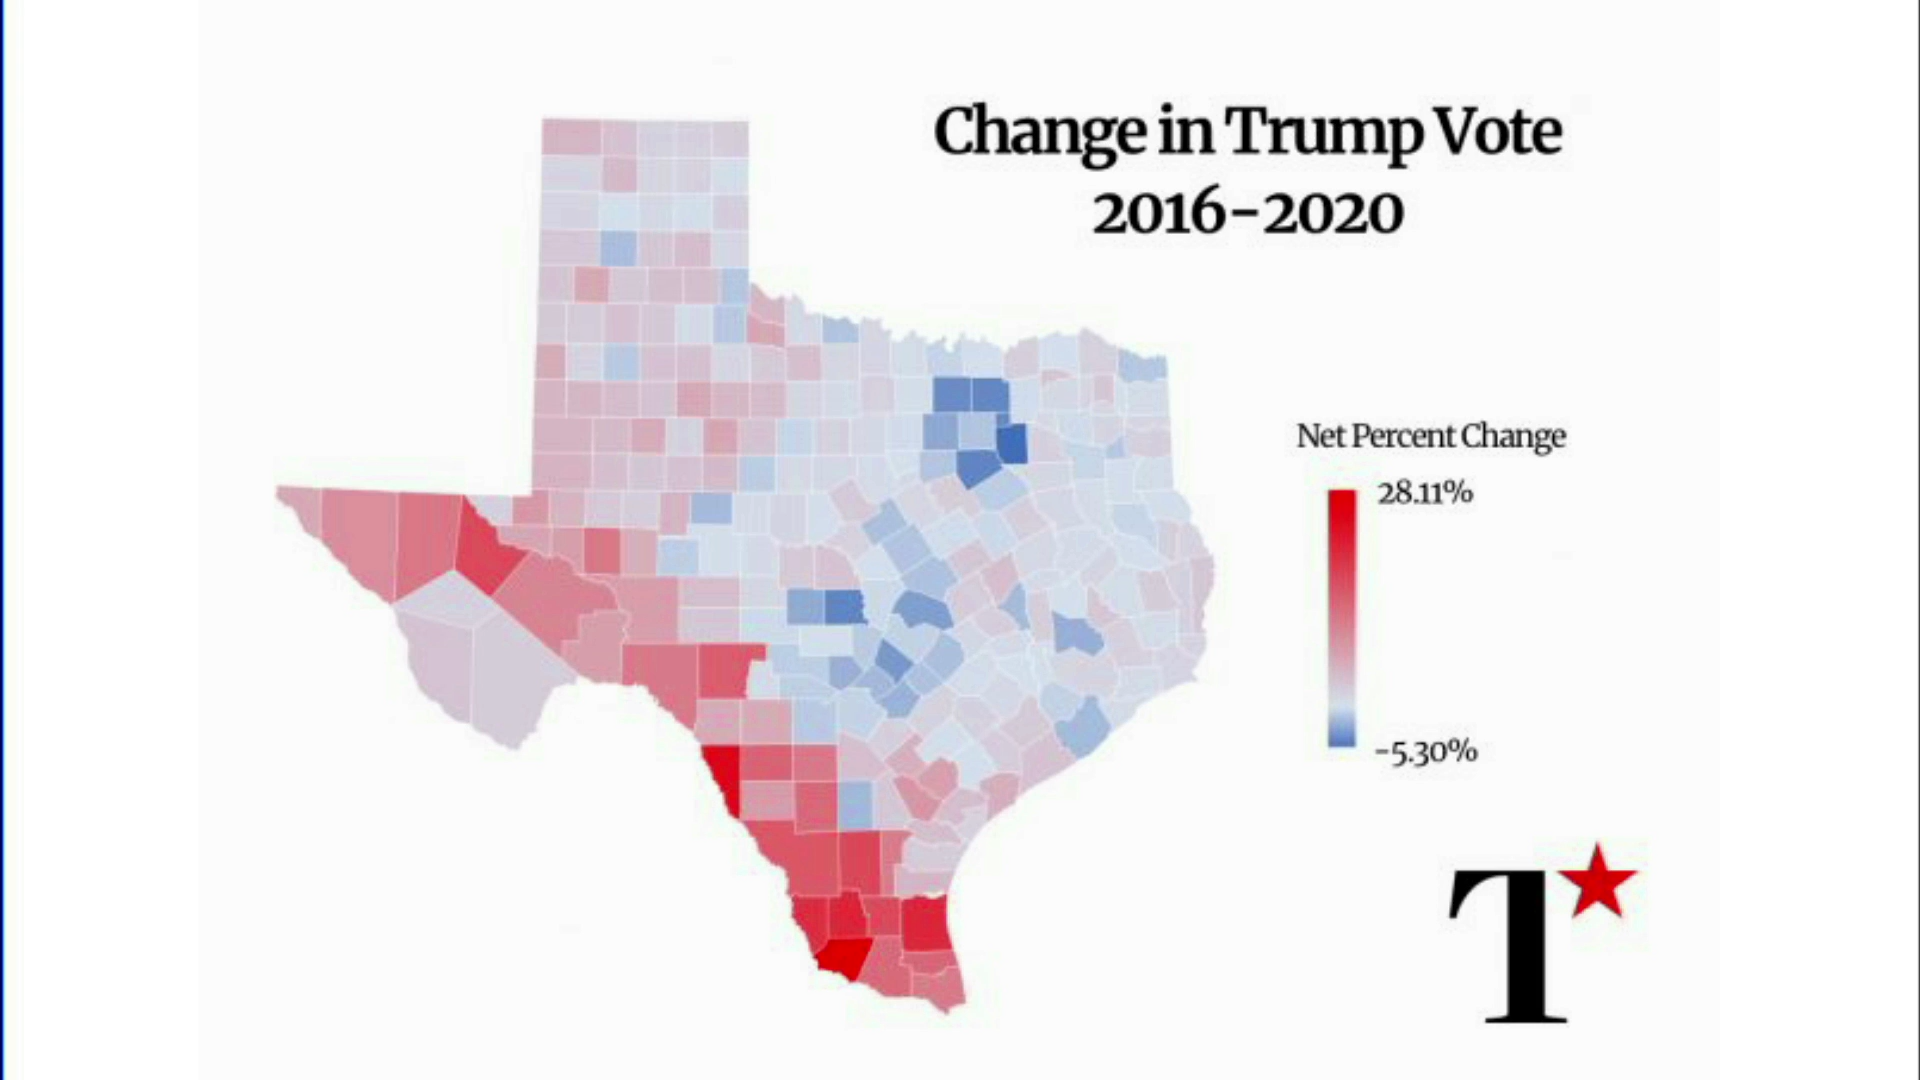 Change in Trump Vote
2016-2020
Net Percent Change
28.11%
-5.30%
T